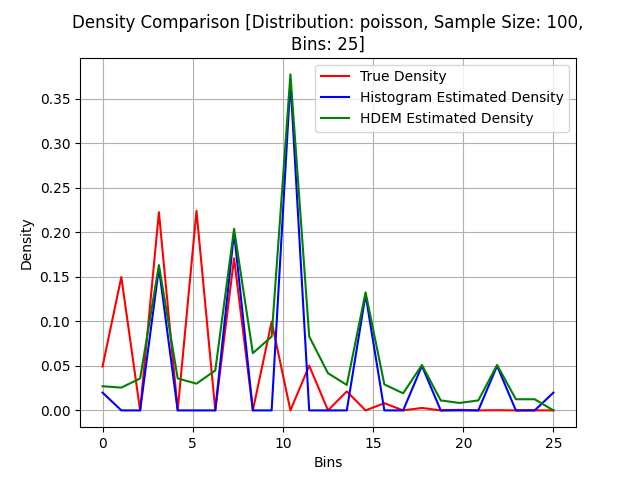 Density Comparison [Distribution: poisson, Sample Size: 100,
Bins: 25]
True Density
Histogram Estimated Density
HDEM Estimated Density
Density
0.35
0.30
0.25
0.20
0.15
0.10
0.05
0.00
0 5 10 15 20 25
Bins